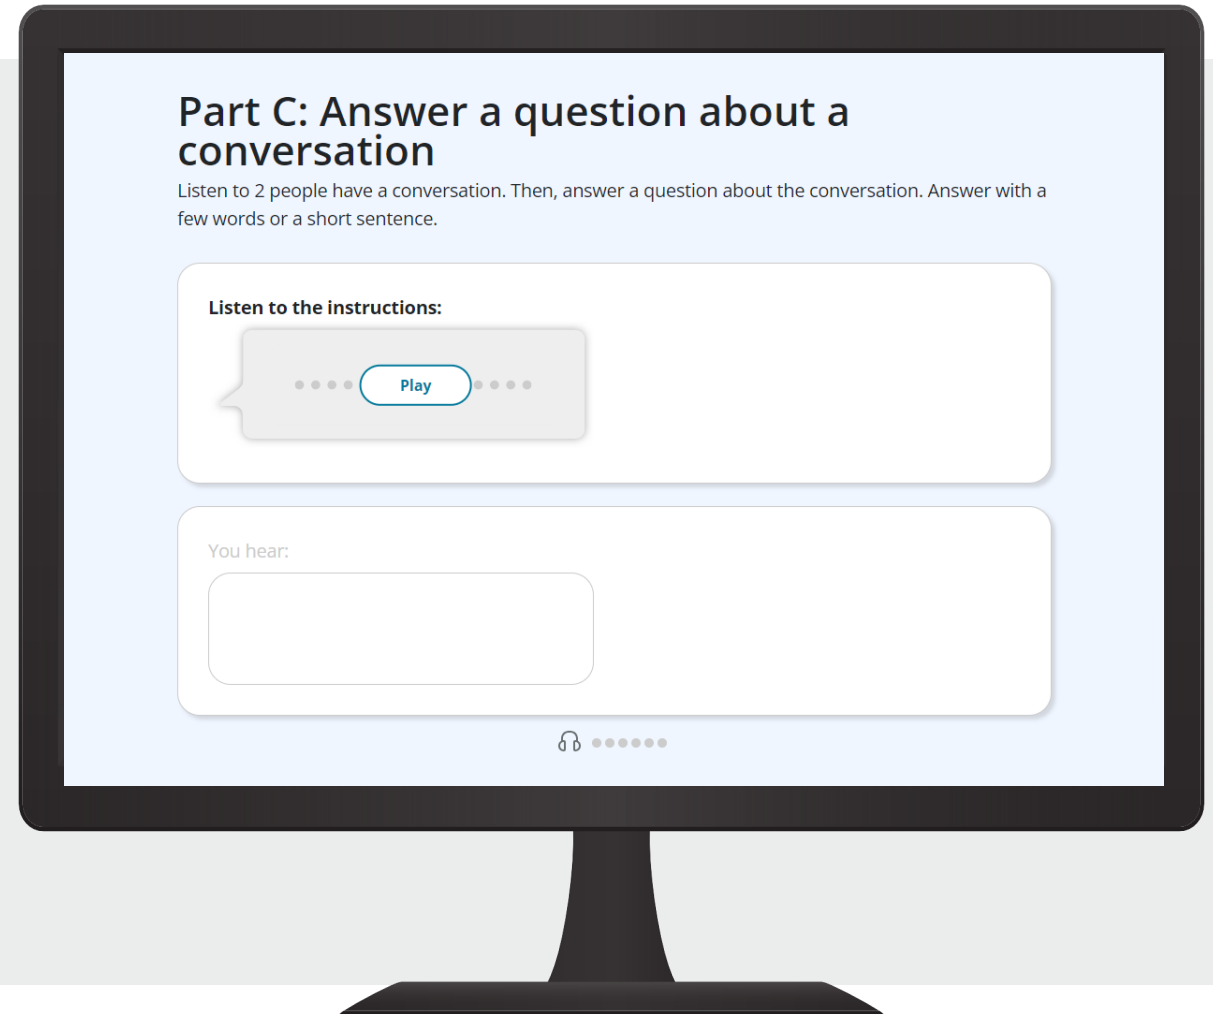 Part C: Answer a question about a
conversation
Listen to 2 people have a conversation. Then, answer a question about the conversation. Answer with a
few words or a short sentence.
Listen to the instructions:
Play
You hear: